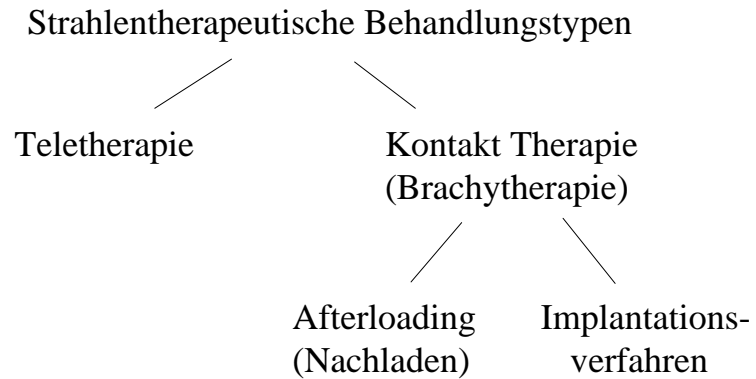 Strahlentherapeutische Behandlungstypen
Teletherapie
Kontakt Therapie
(Brachytherapie)
Afterloading
(Nachladen)
Implantations-
verfahren